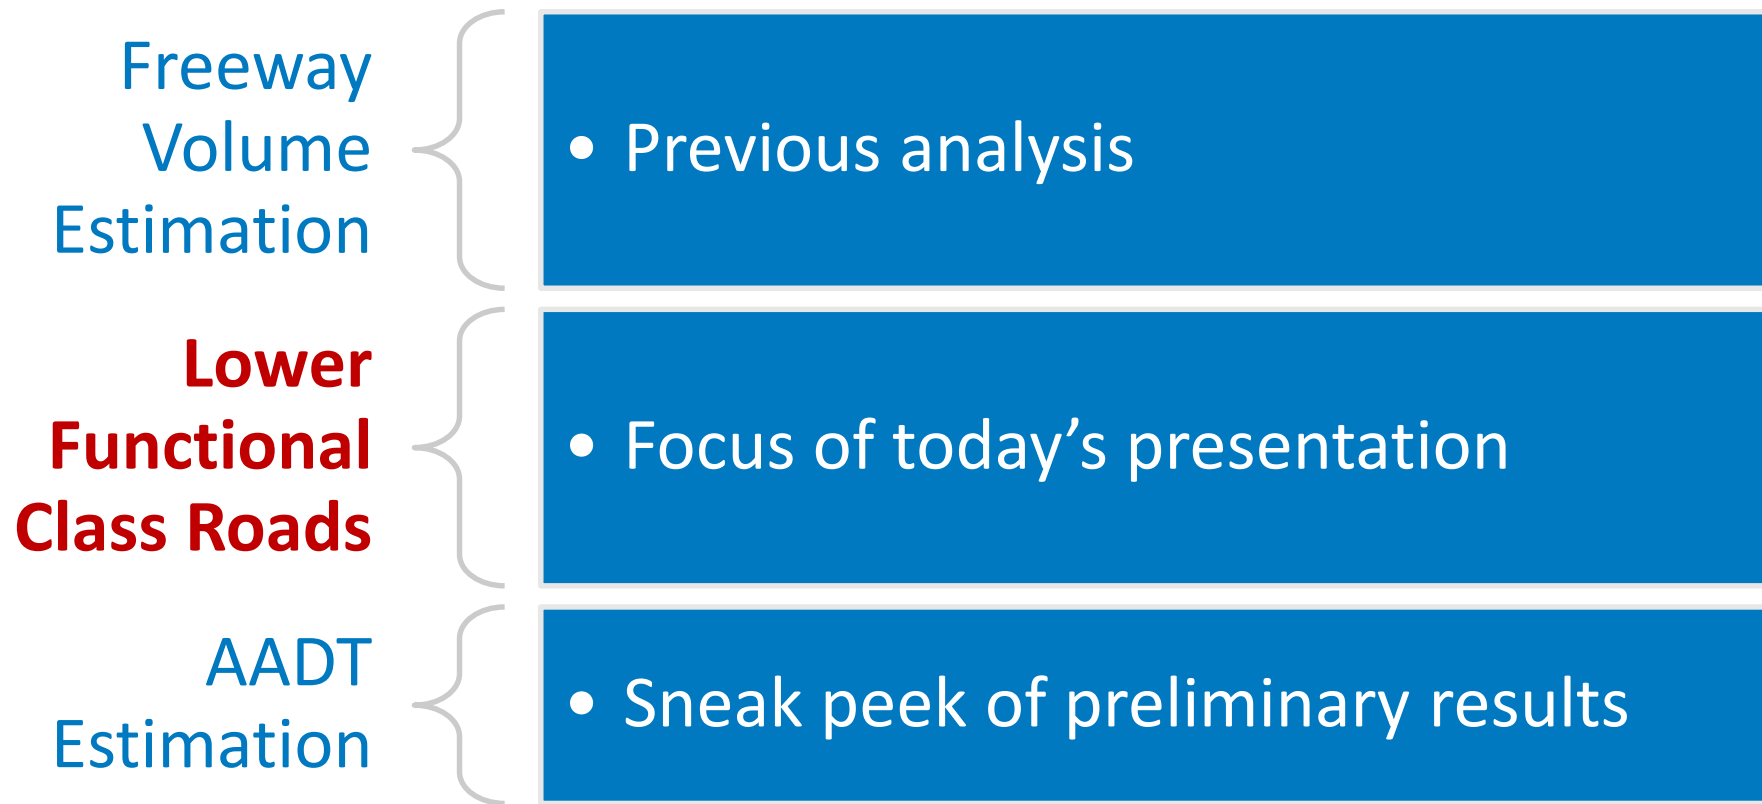 Freeway
Volume
Estimation
• Previous analysis
Lower
Functional
Class Roads
• Focus of today’s presentation
AADT
Estimation
• Sneak peek of preliminary results